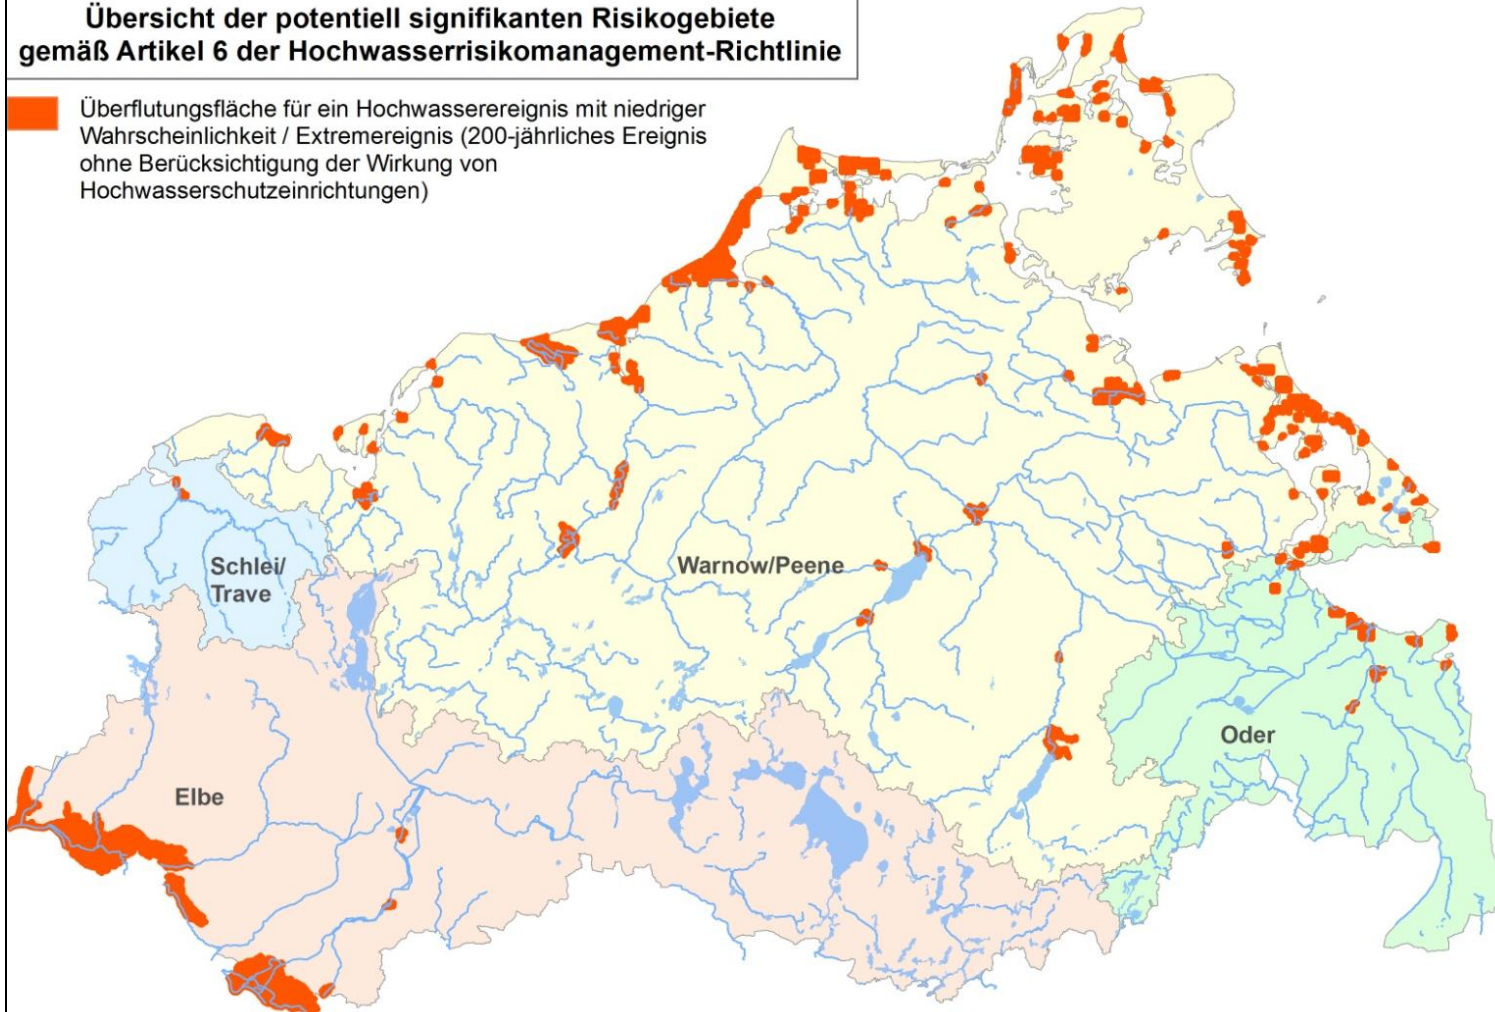 Übersicht der potentiell signifikanten Risikogebiete
gemäß Artikel 6 der Hochwasserrisikomanagement-Richtlinie
Überflutungsfläche für ein Hochwasserereignis mit niedriger
Wahrscheinlichkeit / Extremereignis (200-jährliches Ereignis
ohne Berücksichtigung der Wirkung von
Hochwasserschutzeinrichtungen)
Schlei/
Trave
Warnow/Peene
Oder
Elbe